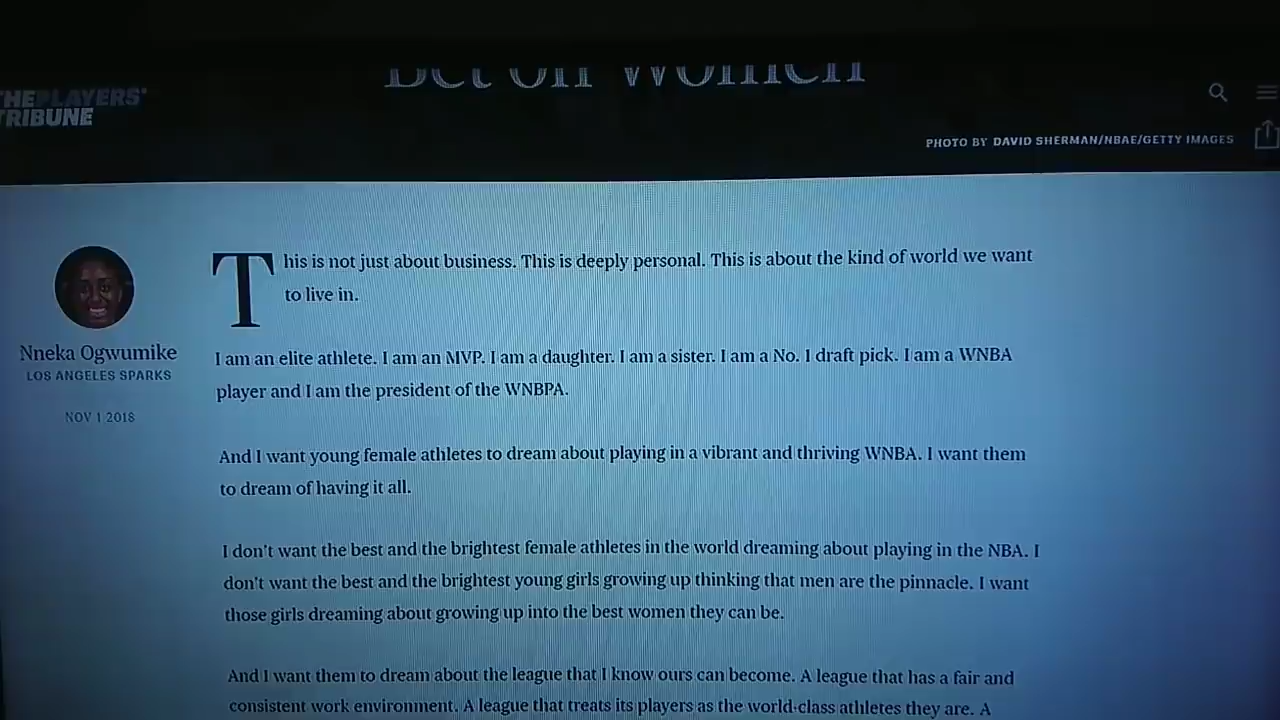 Bet on Women
THE PLAYERS'
TRIBUNE
PHOTO BY DAVID SHERMAN/NBAE/GETTY IMAGES
Nneka Ogwumike
LOS ANGELES SPARKS
NOV 1 2018
This is not just about business. This is deeply personal. This is about the kind of world we want
to live in.
I am an elite athlete. I am an MVP. I am a daughter. I am a sister. I am a No. 1 draft pick. I am a WNBA
player and I am the president of the WNBPA.
And I want young female athletes to dream about playing in a vibrant and thriving WNBA. I want them
to dream of having it all.
I don't want the best and the brightest female athletes in the world dreaming about playing in the NBA. I
don't want the best and the brightest young girls growing up thinking that men are the pinnacle. I want
those girls dreaming about growing up into the best women they can be.
And I want them to dream about the league that I know ours can become. A league that has a fair and
consistent work environment. A league that treats its players as the world-class athletes they are. A